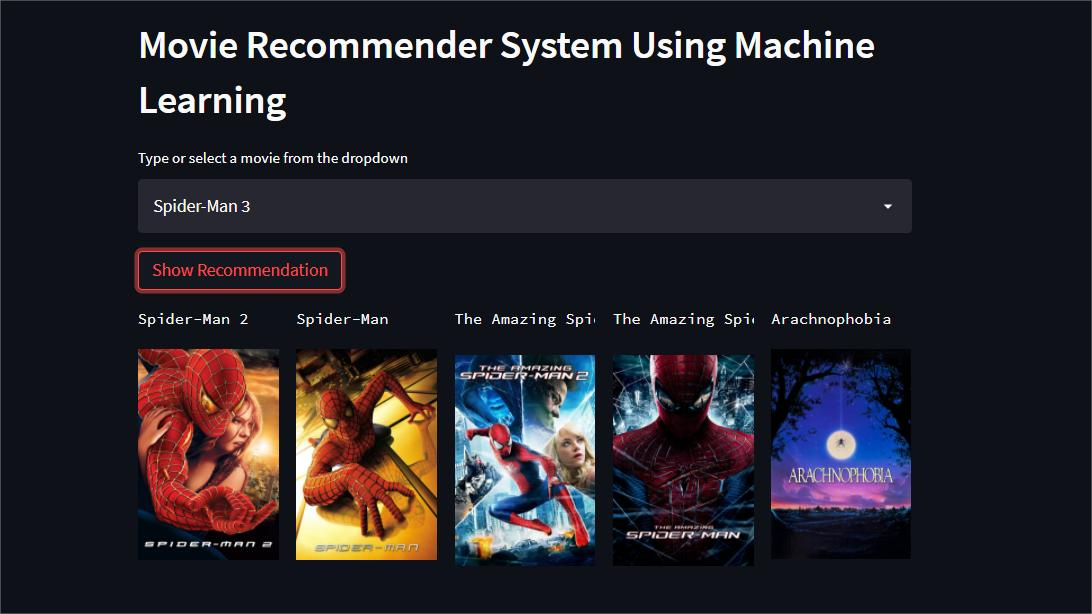 Movie Recommender System Using Machine
Learning
Type or select a movie from the dropdown
Spider-Man 3
Show Recommendation
Spider-Man 2
Spider-Man
The Amazing Spi
The Amazing Spi
Arachnophobia
SPIDER-MAN 2
SPIDER-MAN
THE AMAZING
SPIDER-MAN 2
THE AMAZING
SPIDER-MAN
ARACHNOPHOBIA